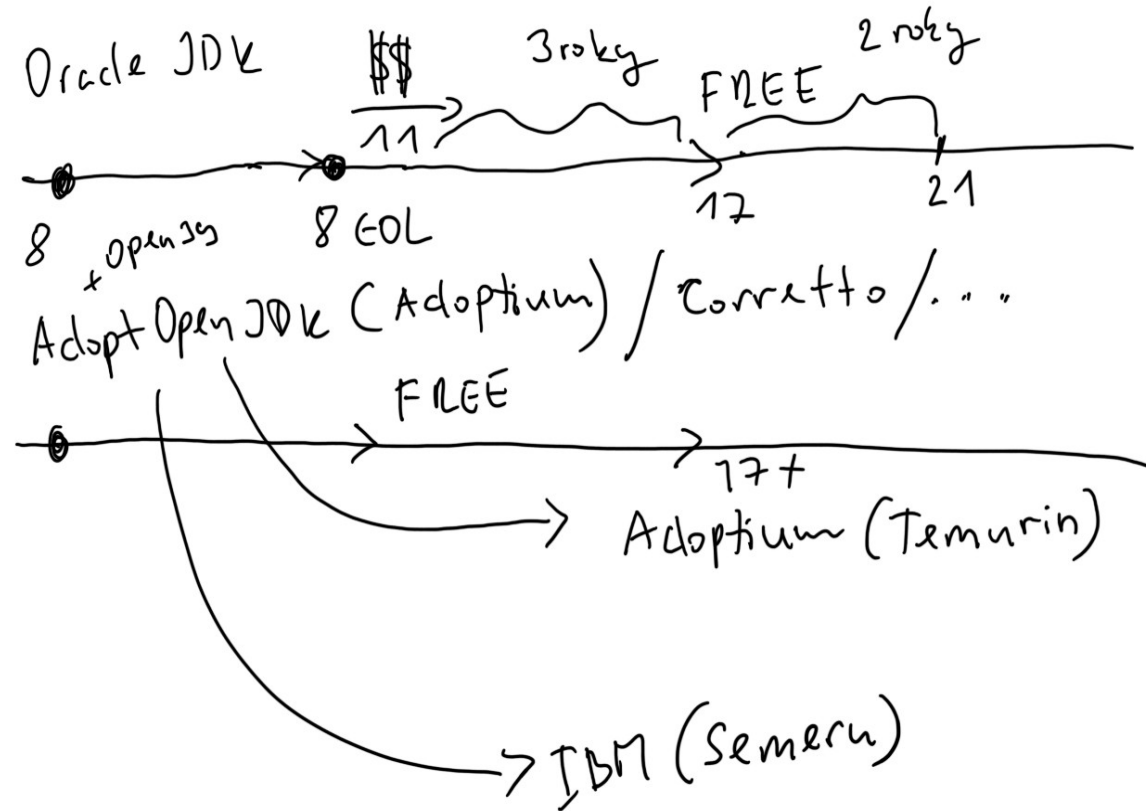 Oracle JDK
$$
3 roky
2 roky
FREE
11
17
21
8
8 EOL
+ OpenJ9
AdoptOpenJDK (Adoptium) / Corretto / ....
FREE
17+
Adoptium (Temurin)
IBM (Semeru)